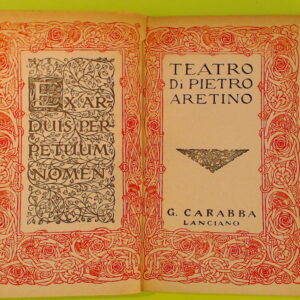 EX AR
DUIS PER
PETUUM
NOMEN
TEATRO
Di PIETRO
ARETINO
G. CARABBA
LANCIANO